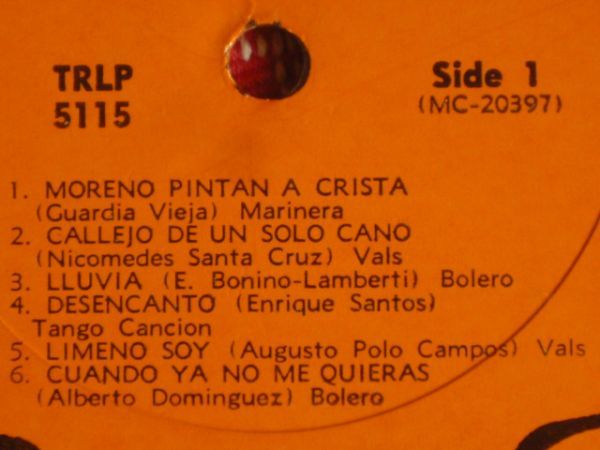 TRLP
5115
Side 1
(MC-20397)
1. MORENO PINTAN A CRISTA
(Guardia Vieja) Marinera
2. CALLEJO DE UN SOLO CANO
(Nicomedes Santa Cruz) Vals
3. LLUVIA (E. Bonino-Lamberti) Bolero
4. DESENCANTO (Enrique Santos)
Tango Cancion
5. LIMENO SOY (Augusto Polo Campos) Vals
6. CUANDO YA NO ME QUIERAS
(Alberto Dominguez) Bolero